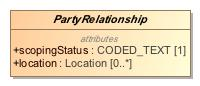 PartyRelationship
attributes
+scopingStatus : CODED_TEXT [1]
+location : Location [0..*]